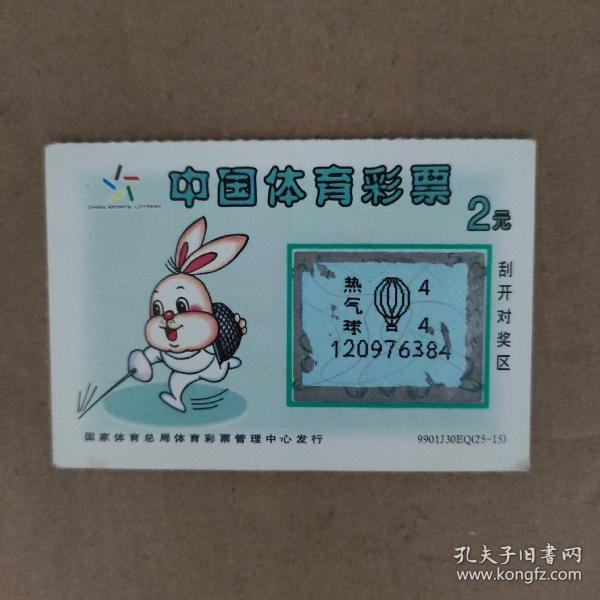 中国体育彩票
CHINA SPORTS LOTTERY
2元
热气球
4
4
120976384
刮开对奖区
国家体育总局体育彩票管理中心发行
9901J30EQ(25-15)
孔夫子旧书网
www.kongfz.com